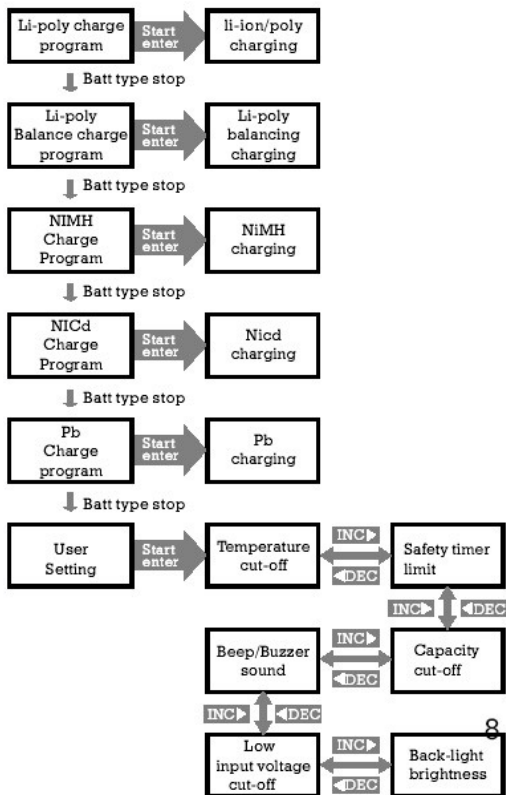 Li-poly charge
program
Start
enter
li-ion/poly
charging
Batt type stop
Li-poly
Balance charge
program
Start
enter
Li-poly
balancing
charging
Batt type stop
NIMH
Charge
Program
Start
enter
NiMH
charging
Batt type stop
NICd
Charge
Program
Start
enter
Nicd
charging
Batt type stop
Pb
Charge
program
Start
enter
Pb
charging
Batt type stop
User
Setting
Start
enter
Temperature
cut-off
INC▶
◀DEC
Safety timer
limit
INC▶
◀DEC
Beep/Buzzer
sound
INC▶
◀DEC
Capacity
cut-off
INC▶
◀DEC
8
Low
input voltage
cut-off
INC▶
◀DEC
Back-light
brightness